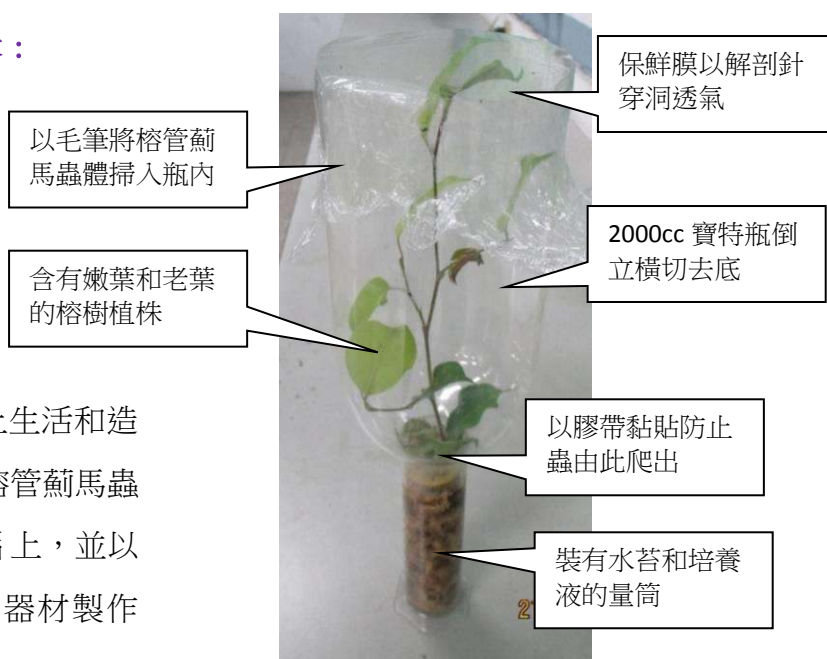 ：
保鮮膜以解剖針
穿洞透氣
以毛筆將榕管薊
馬蟲體掃入瓶內
2000cc 寶特瓶倒
立橫切去底
含有嫩葉和老葉
的榕樹植株
生活和造
管薊馬蟲
上，並以
器材製作
以膠帶黏貼防止
蟲由此爬出
裝有水苔和培養
液的量筒